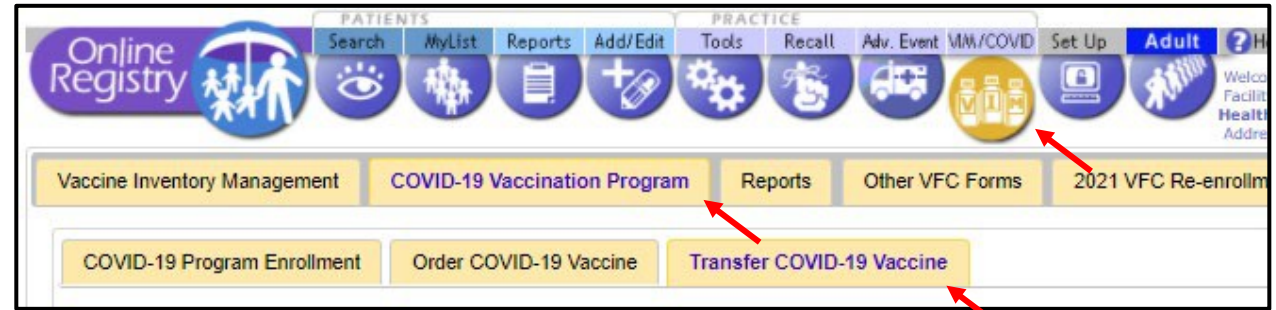 PATIENTS PRACTICE
Online Registry
Search MyList Reports Add/Edit Tools Recall Adv. Event VIM/COVID Set Up Adult
V I M
Vaccine Inventory Management COVID-19 Vaccination Program Reports Other VFC Forms 2021 VFC
COVID-19 Program Enrollment Order COVID-19 Vaccine Transfer COVID-19 Vaccine